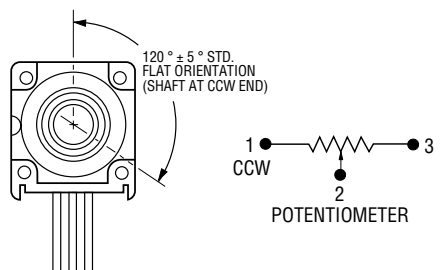 120 ° ± 5 ° STD.
FLAT ORIENTATION
(SHAFT AT CCW END)
1
3
CCW
2
POTENTIOMETER